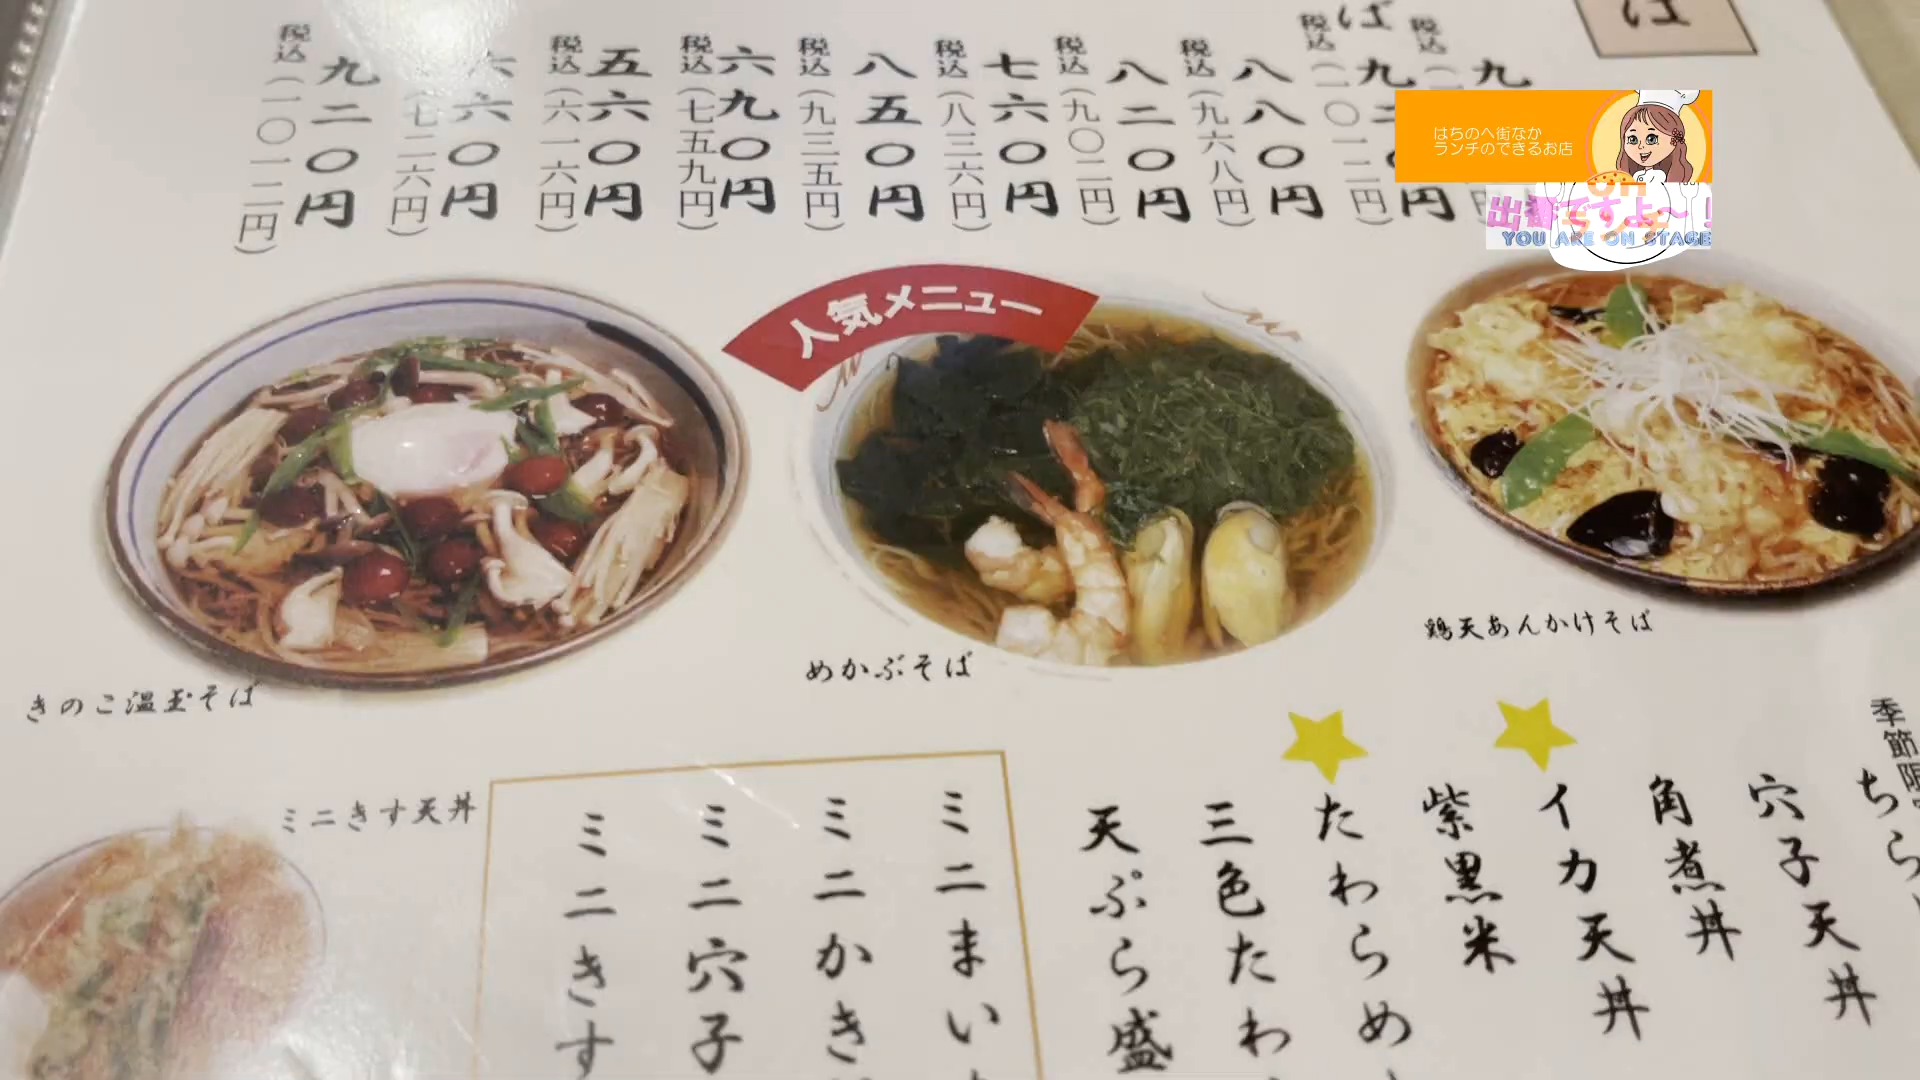 ば
九
税込(一
ば
九二
税込(一〇一二円)
八八〇円
税込(九六八円)
八二〇円
税込(九〇二円)
七六〇円
税込(八三六円)
八五〇円
税込(九三五円)
六九〇円
税込(七五九円)
五六〇円
税込(六一六円)
六六〇円
(七二六円)
九二〇円
税込(一〇一二円)
はちのへ街なか
ランチのできるお店
出番ですよ~!
YOU ARE ON STAGE
人気メニュー
鶏天あんかけそば
めかぶそば
きのこ温玉そば
季節限
ちら
穴子天丼
角煮丼
イカ天丼
紫黒米
たわらめ
三色たわ
天ぷら盛
ミニまい
ミニかき
ミニ穴子
ミニきす
ミニきす天丼